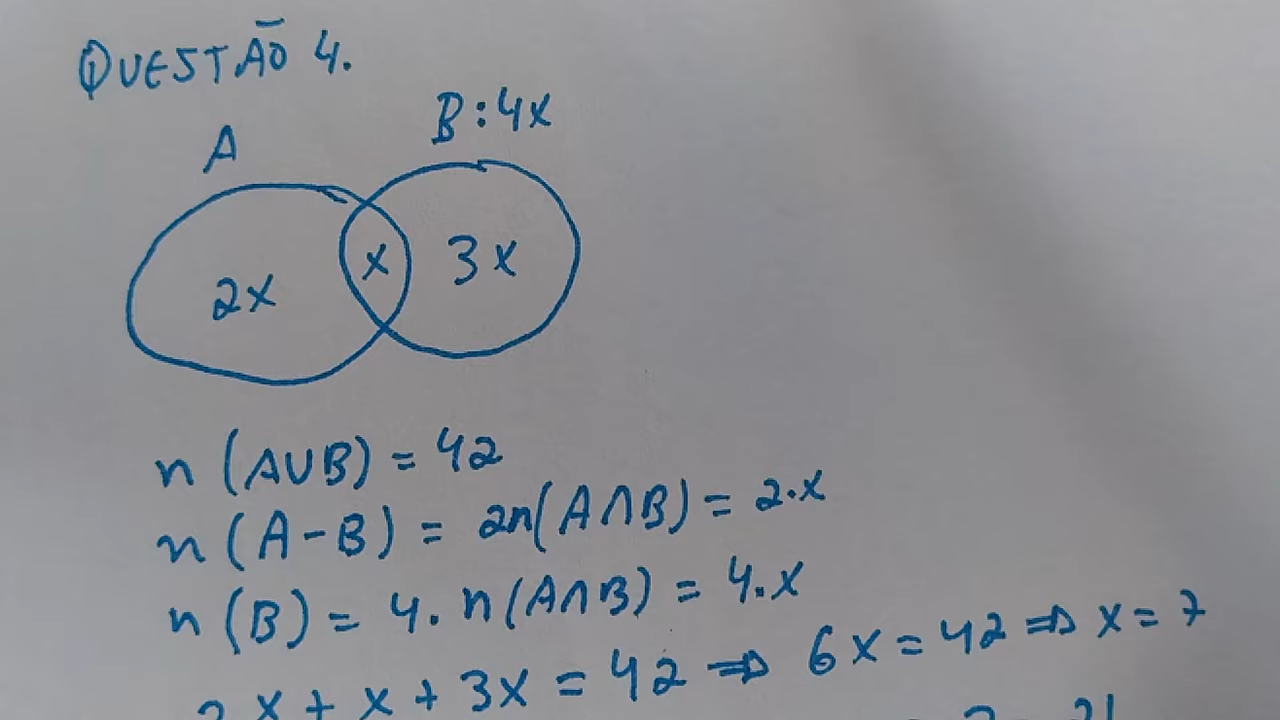 QUESTÃO 4.
A
B:4x
2x
x
3x
n (A∪B) = 42
n (A-B) = 2n(A∩B) = 2.x
n (B) = 4. n(A∩B) = 4.x
2x + x + 3x = 42 ⇒ 6x = 42 ⇒ x = 7